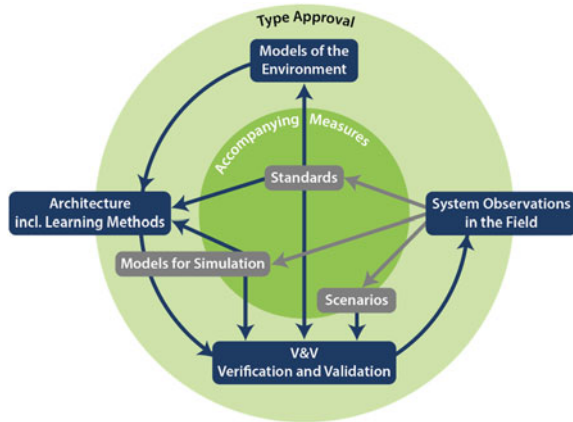 Type Approval
Models of the
Environment
Accompanying Measures
Standards
Architecture
incl. Learning Methods
System Observations
in the Field
Models for Simulation
Scenarios
V&V
Verification and Validation